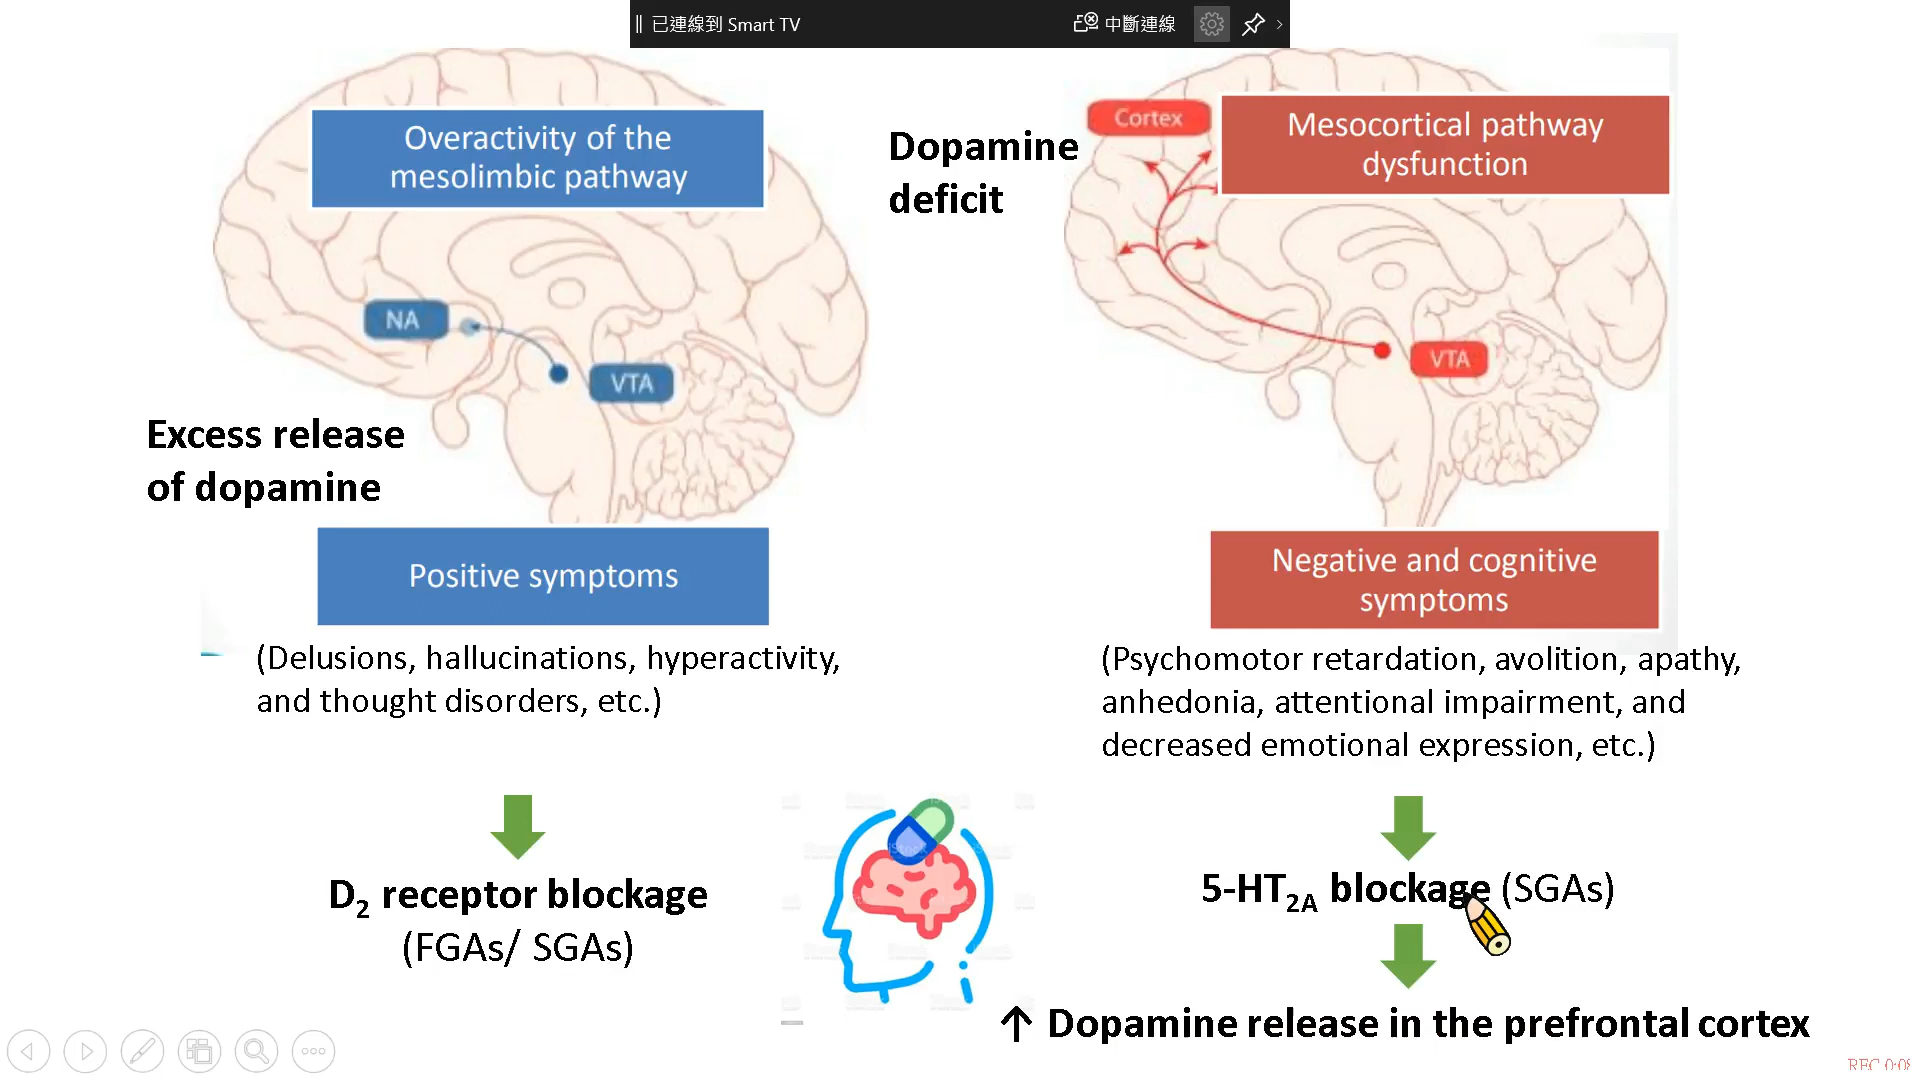 已連線到 Smart TV
中斷連線
Overactivity of the
mesolimbic pathway
NA
VTA
Excess release
of dopamine
Positive symptoms
(Delusions, hallucinations, hyperactivity,
and thought disorders, etc.)
D2 receptor blockage
(FGAs/ SGAs)
Dopamine
deficit
Cortex
Mesocortical pathway
dysfunction
VTA
Negative and cognitive
symptoms
(Psychomotor retardation, avolition, apathy,
anhedonia, attentional impairment, and
decreased emotional expression, etc.)
5-HT2A blockage (SGAs)
↑ Dopamine release in the prefrontal cortex
iStock